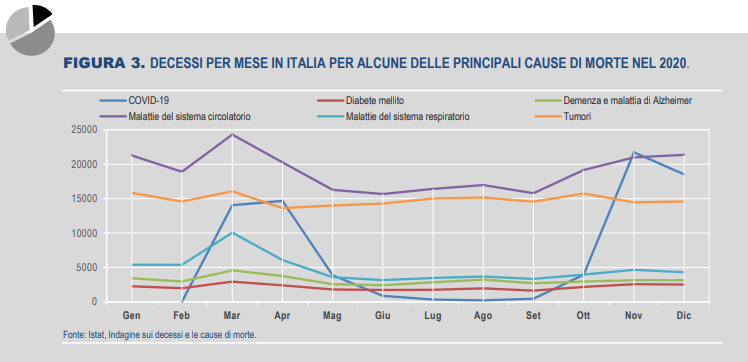 FIGURA 3. DECESSI PER MESE IN ITALIA PER ALCUNE DELLE PRINCIPALI CAUSE DI MORTE NEL 2020.
COVID-19 Diabete mellito Demenza e malattia di Alzheimer
Malattie del sistema circolatorio Malattie del sistema respiratorio Tumori
25000
20000
15000
10000
5000
0
Gen Feb Mar Apr Mag Giu Lug Ago Set Ott Nov Dic
Fonte: Istat, Indagine sui decessi e le cause di morte.